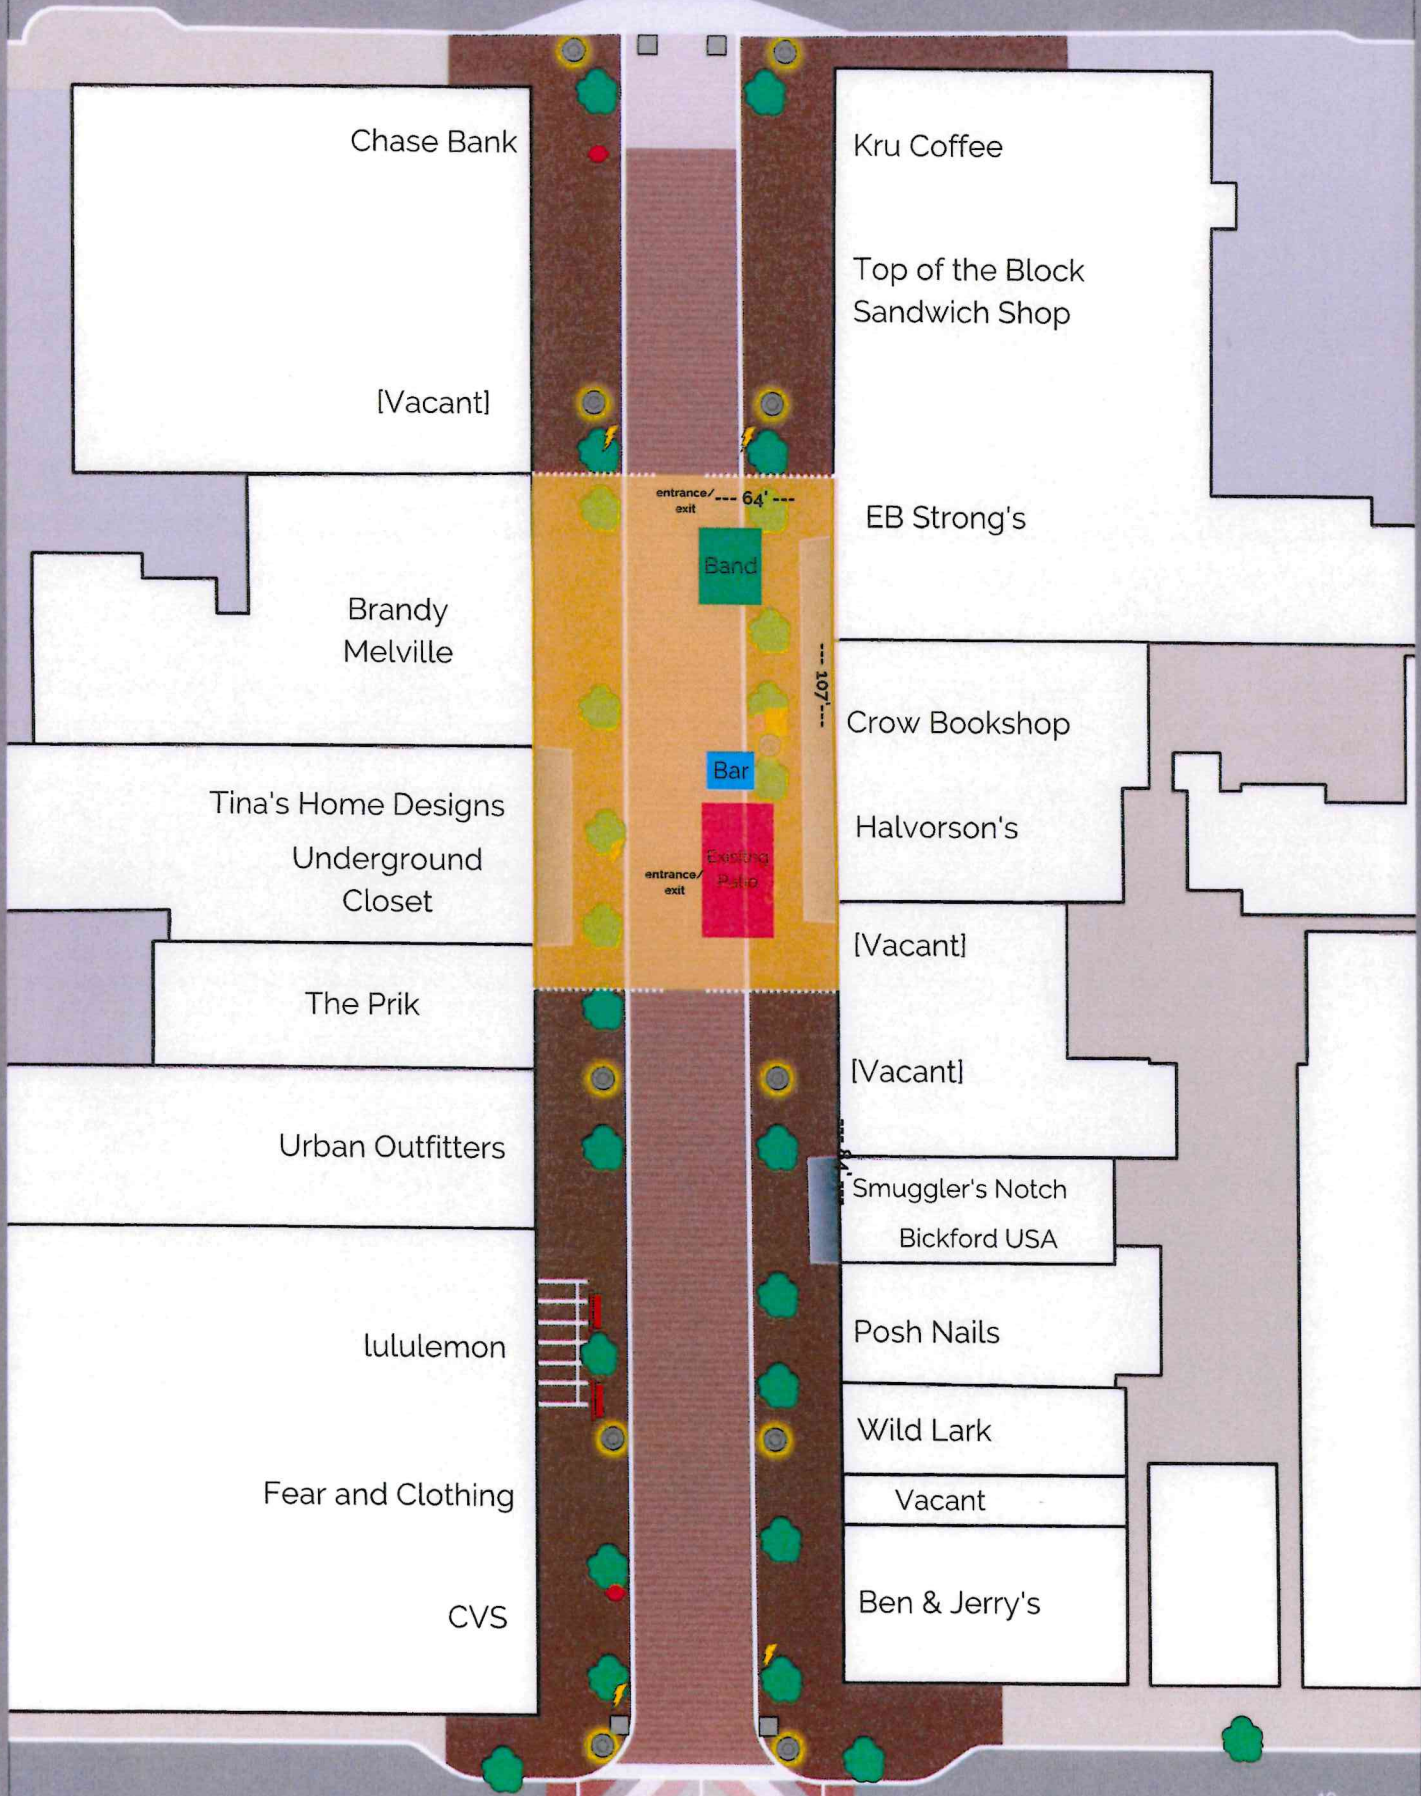 Chase Bank
Kru Coffee
Top of the Block
Sandwich Shop
[Vacant]
entrance/
exit
--- 64' ---
EB Strong's
Band
Brandy
Melville
--- 107' ---
Crow Bookshop
Bar
Tina's Home Designs
Halvorson's
Underground
Closet
Existing
Patio
entrance/
exit
[Vacant]
The Prik
[Vacant]
Urban Outfitters
--- 84' ---
Smuggler's Notch
Bickford USA
lululemon
Posh Nails
Wild Lark
Fear and Clothing
Vacant
CVS
Ben & Jerry's